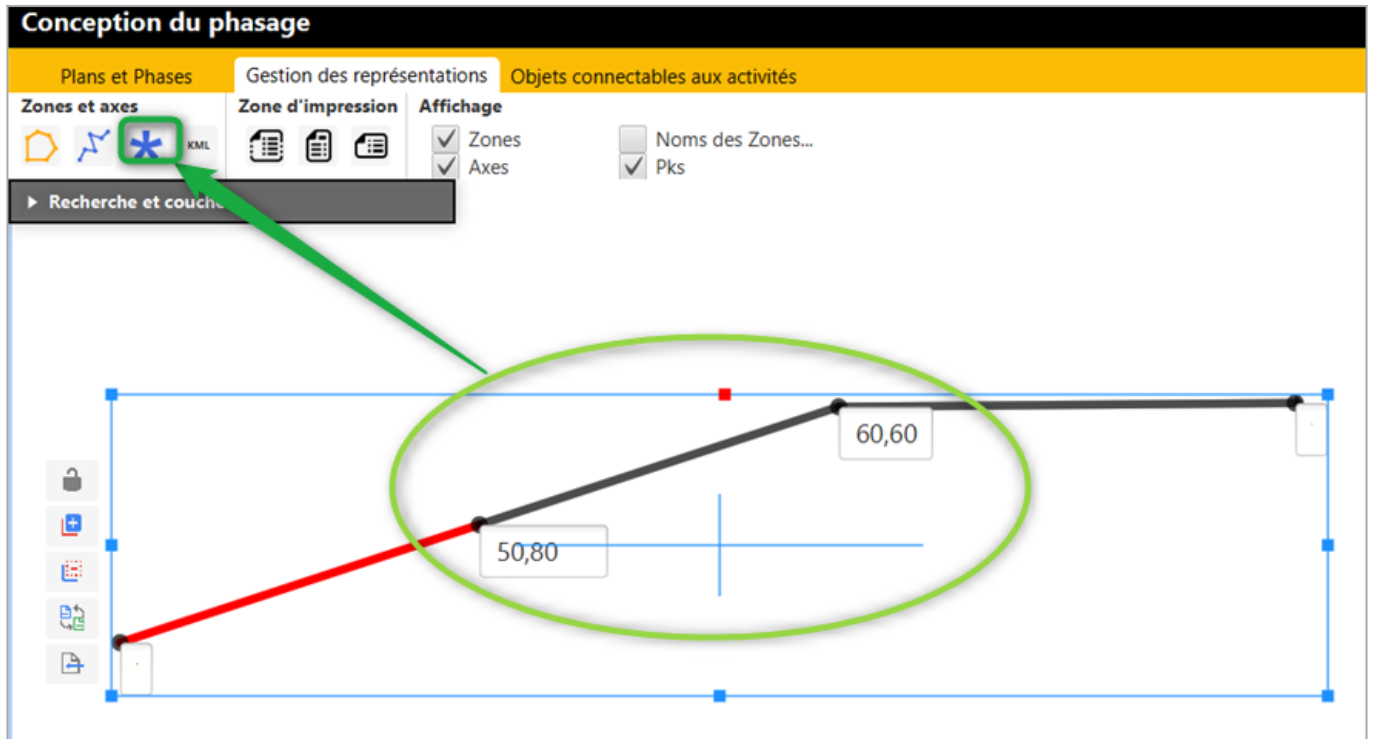 Conception du phasage
Plans et Phases Gestion des représentations Objets connectables aux activités
Zones et axes Zone d'impression Affichage
KML Zones Noms des Zones...
Axes Pks
Recherche et couche
60,60
50,80